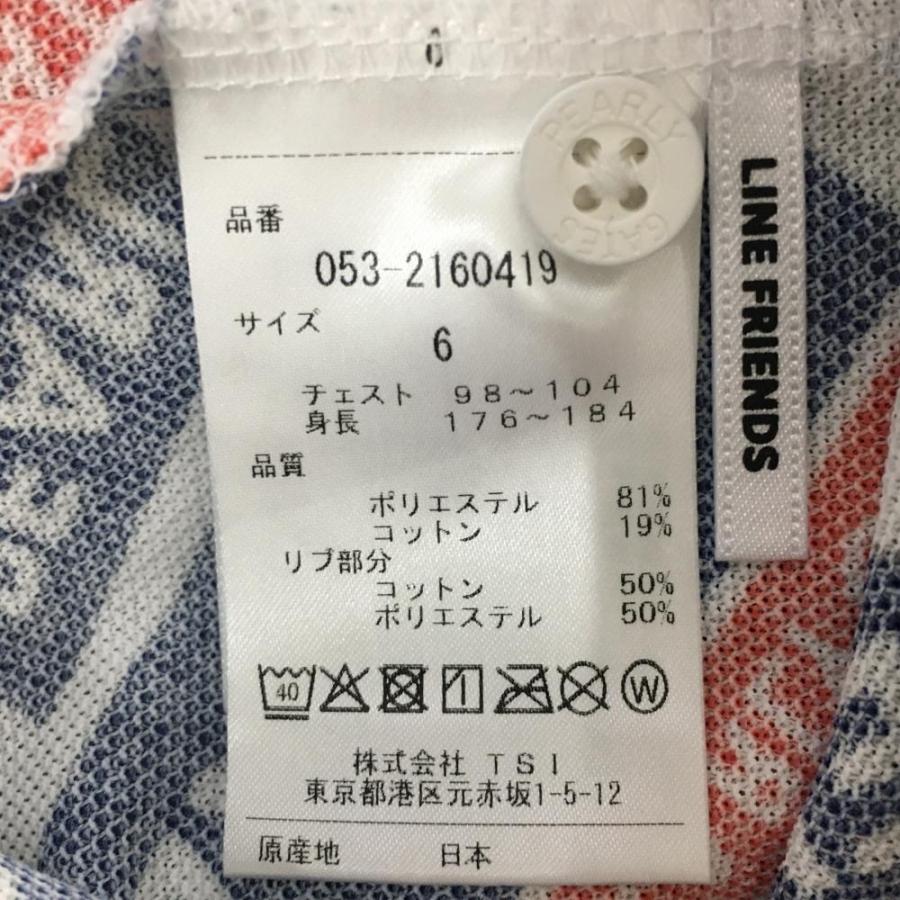 6
PEARLY
GATES
LINE FRIENDS
品番
053-2160419
サイズ
6
チェスト 98～104
身長 176～184
品質
ポリエステル 81%
コットン 19%
リブ部分
コットン 50%
ポリエステル 50%
40
W
株式会社 TSI
東京都港区元赤坂1-5-12
原産地 日本